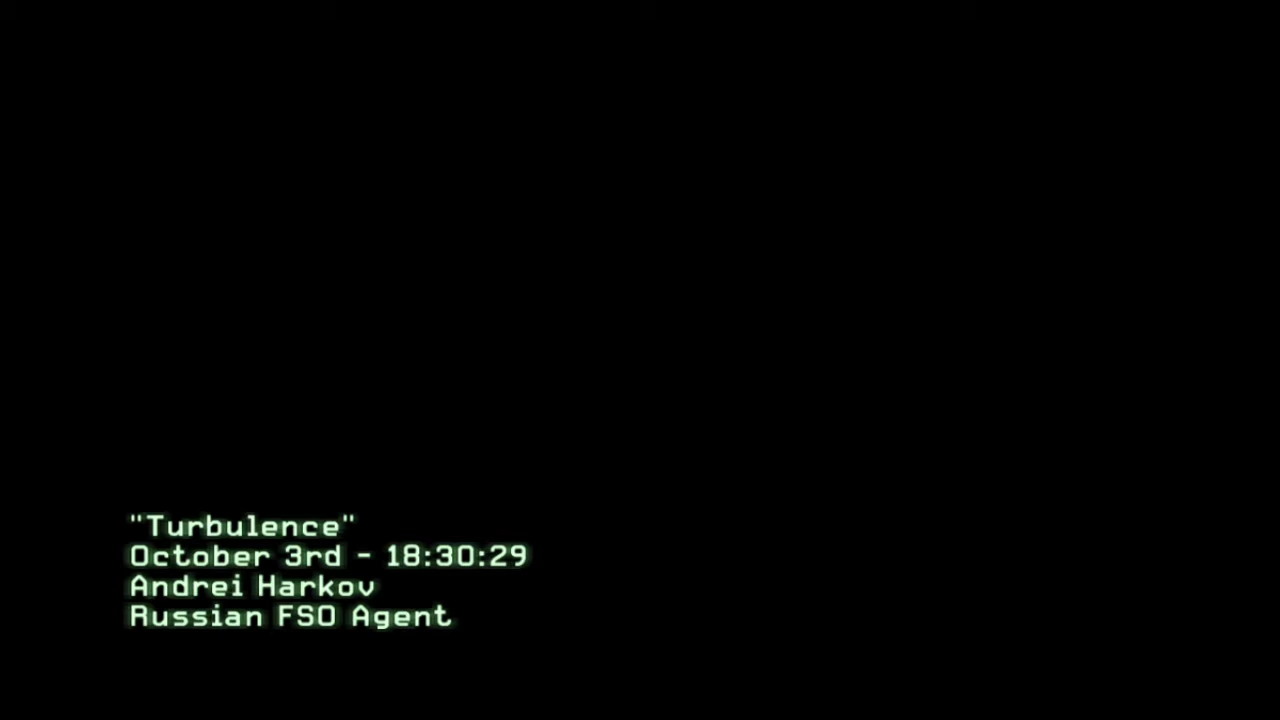 "Turbulence"
October 3rd - 18:30:29
Andrei Harkov
Russian FSO Agent